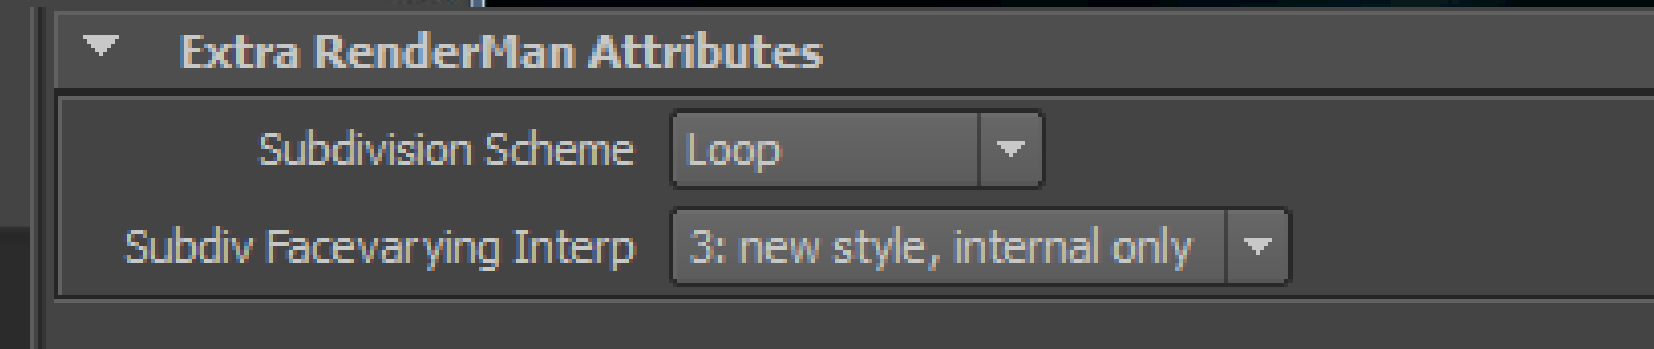 Extra RenderMan Attributes
Subdivision Scheme Loop
Subdiv Facevarying Interp 3: new style, internal only